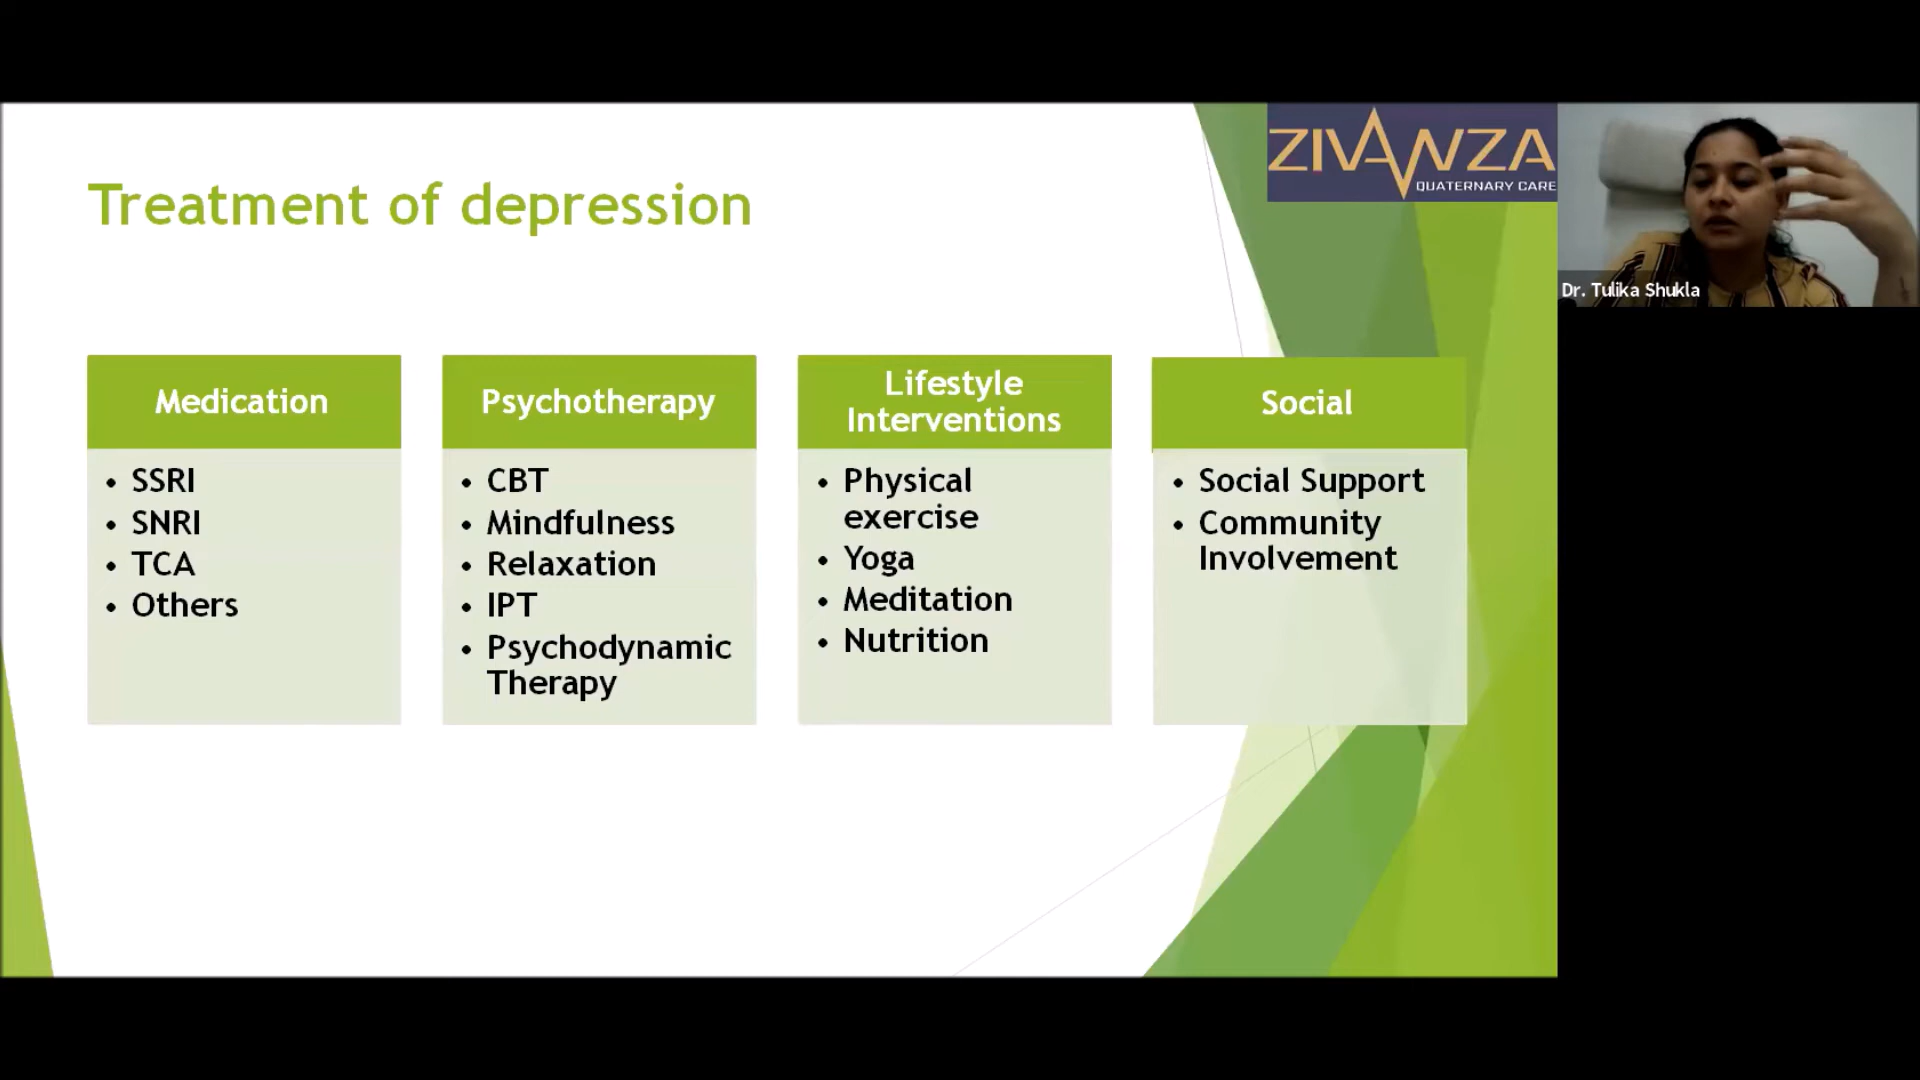 ZIVANZA
QUATERNARY CARE
Dr. Tulika Shukla
Treatment of depression
Medication
• SSRI
• SNRI
• TCA
• Others
Psychotherapy
• CBT
• Mindfulness
• Relaxation
• IPT
• Psychodynamic
Therapy
Lifestyle
Interventions
• Physical
exercise
• Yoga
• Meditation
• Nutrition
Social
• Social Support
• Community
Involvement